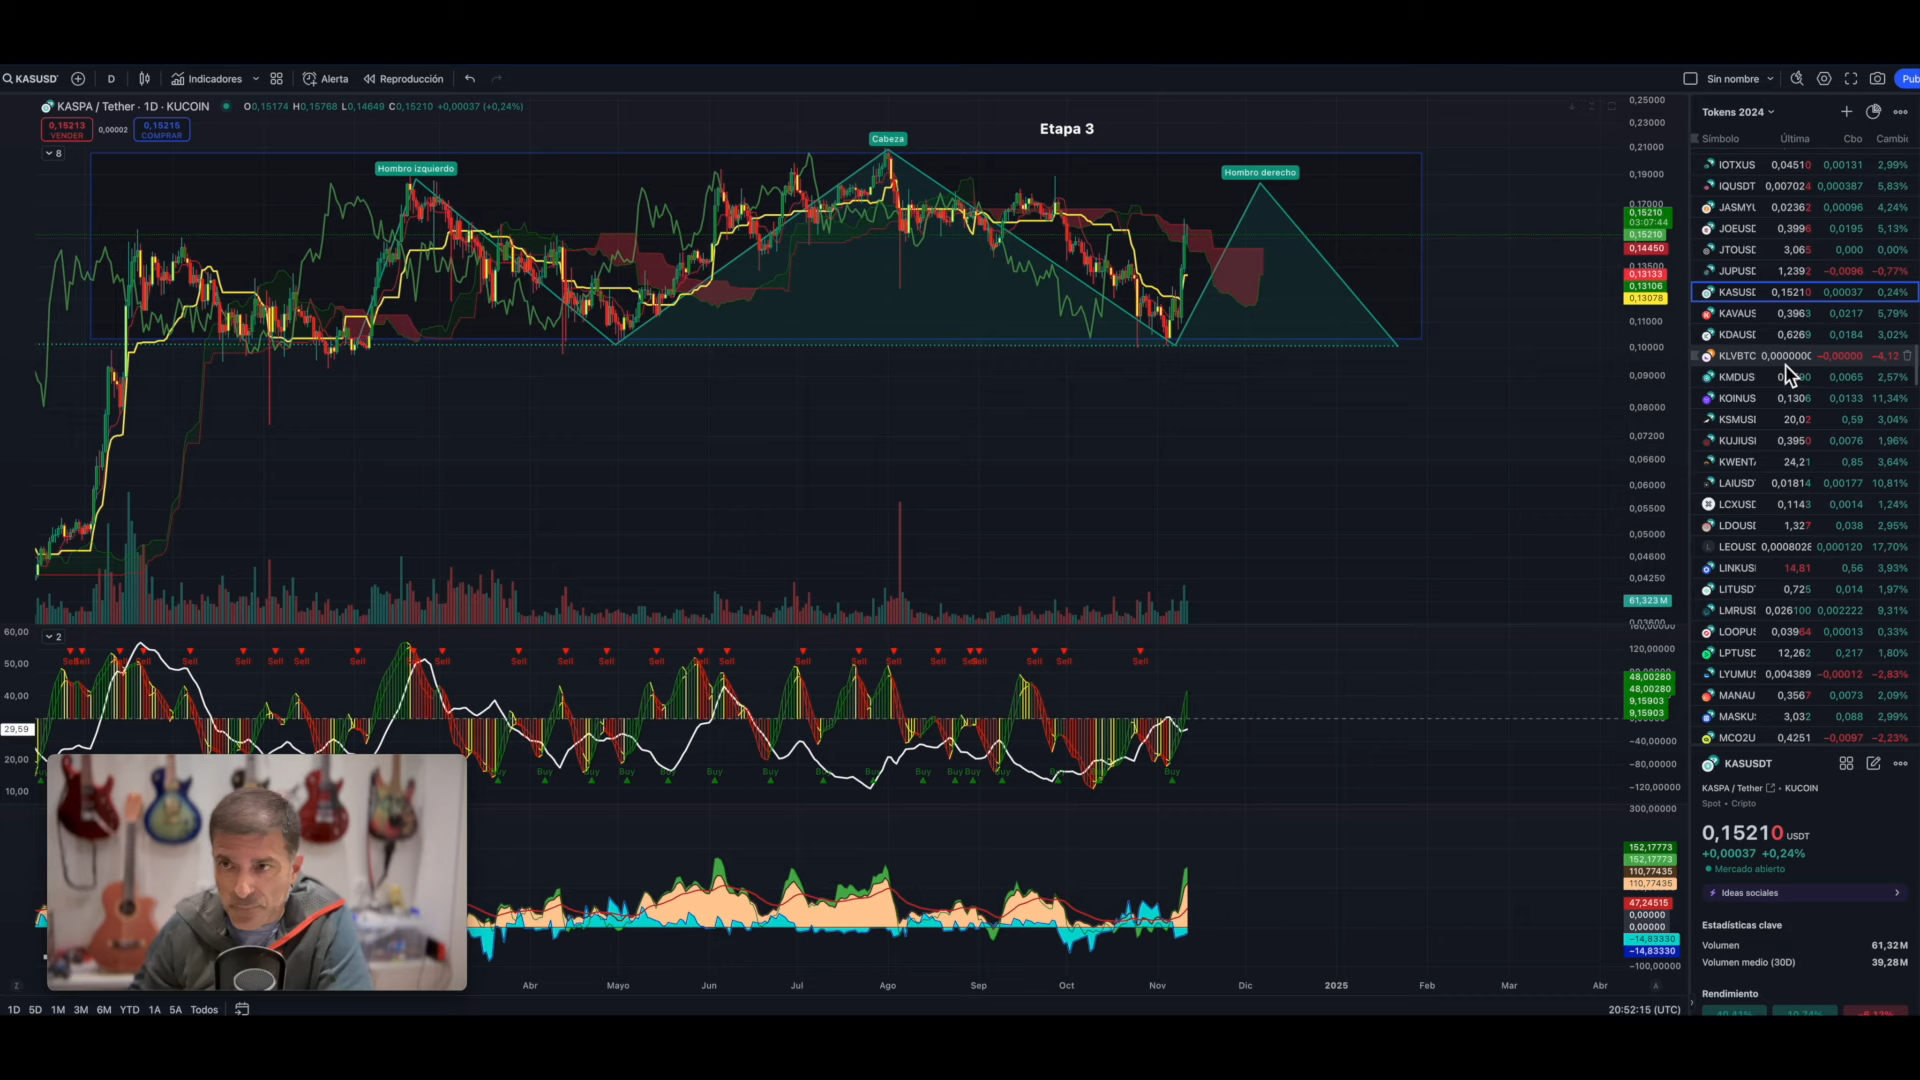 KASUSD
D
Indicadores
Alerta
Reproducción
Sin nombre
Pub
KASPA / Tether · 1D · KUCOIN
O0,15174 H0,15768 L0,14649 C0,15210 +0,00037 (+0,24%)
0,15213
VENDER
0,00002
0,15215
COMPRAR
8
Etapa 3
Hombro izquierdo
Cabeza
Hombro derecho
0,25000
0,23000
0,21000
0,19000
0,17000
0,15210
03:07:44
0,15210
0,14450
0,13500
0,13133
0,13106
0,13078
0,11000
0,10000
0,09000
0,08000
0,07200
0,06600
0,06000
0,05500
0,05000
0,04600
0,04250
61,323 M
2
60,00
50,00
40,00
29,59
20,00
10,00
Sell
Buy
120,00000
48,00280
48,00280
9,15903
9,15903
−40,00000
−80,00000
−120,00000
300,00000
152,17773
152,17773
110,77435
110,77435
47,24515
0,00000
0,00000
−14,83330
−14,83330
−100,00000
Abr
Mayo
Jun
Jul
Ago
Sep
Oct
Nov
Dic
2025
Feb
Mar
Abr
1D 5D 1M 3M 6M YTD 1A 5A Todos
20:52:15 (UTC)
Tokens 2024
Símbolo Última Cbo Cambi
IOTXUS 0,04510 0,00131 2,99%
IQUSDT 0,007024 0,000387 5,83%
JASMYU 0,02362 0,00096 4,24%
JOEUSD 0,3996 0,0195 5,13%
JTOUSD 3,065 0,000 0,00%
JUPUSD 1,2392 −0,0096 −0,77%
KASUSD 0,15210 0,00037 0,24%
KAVAUS 0,3963 0,0217 5,79%
KDAUSD 0,6269 0,0184 3,02%
KLVBTC 0,000000 −0,00000 −4,12
KMDUS 0,0065 2,57%
KOINUS 0,1306 0,0133 11,34%
KSMUSI 20,02 0,59 3,04%
KUJIUSI 0,3950 0,0076 1,96%
KWENT 24,21 0,85 3,64%
LAIUSD 0,01814 0,00177 10,81%
LCXUSD 0,1143 0,0014 1,24%
LDOUSD 1,327 0,038 2,95%
LEOUSD 0,0008028 0,000120 17,70%
LINKUS 14,81 0,56 3,93%
LITUSD 0,725 0,014 1,97%
LMRUSD 0,026100 0,002222 9,31%
LOOPUS 0,03964 0,00013 0,33%
LPTUSD 12,262 0,217 1,80%
LYUMU 0,004389 −0,00012 −2,83%
MANAU 0,3567 0,0073 2,09%
MASKU 3,032 0,088 2,99%
MCO2U 0,4251 −0,0097 −2,23%
KASUSDT
KASPA / Tether • KUCOIN
Spot • Cripto
0,15210 USDT
+0,00037 +0,24%
Mercado abierto
Ideas sociales
Estadísticas clave
Volumen 61,32 M
Volumen medio (30D) 39,28 M
Rendimiento